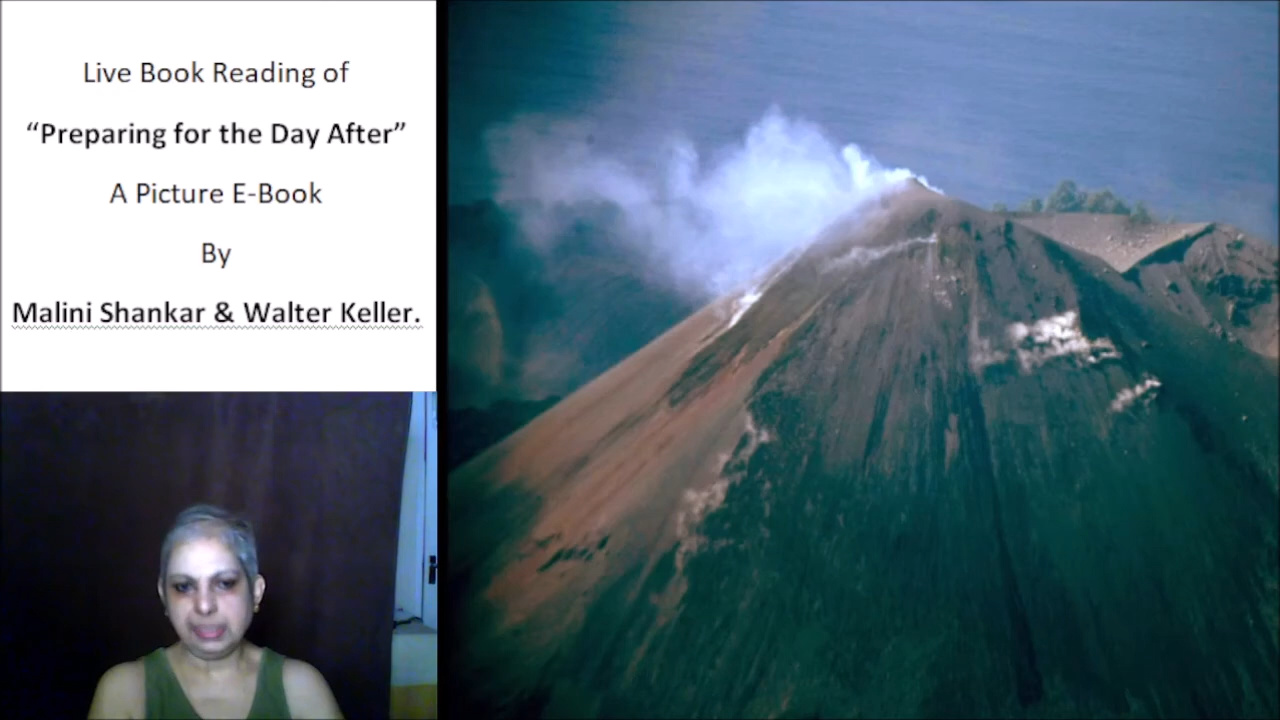 Live Book Reading of
“Preparing for the Day After”
A Picture E-Book
By
Malini Shankar & Walter Keller.